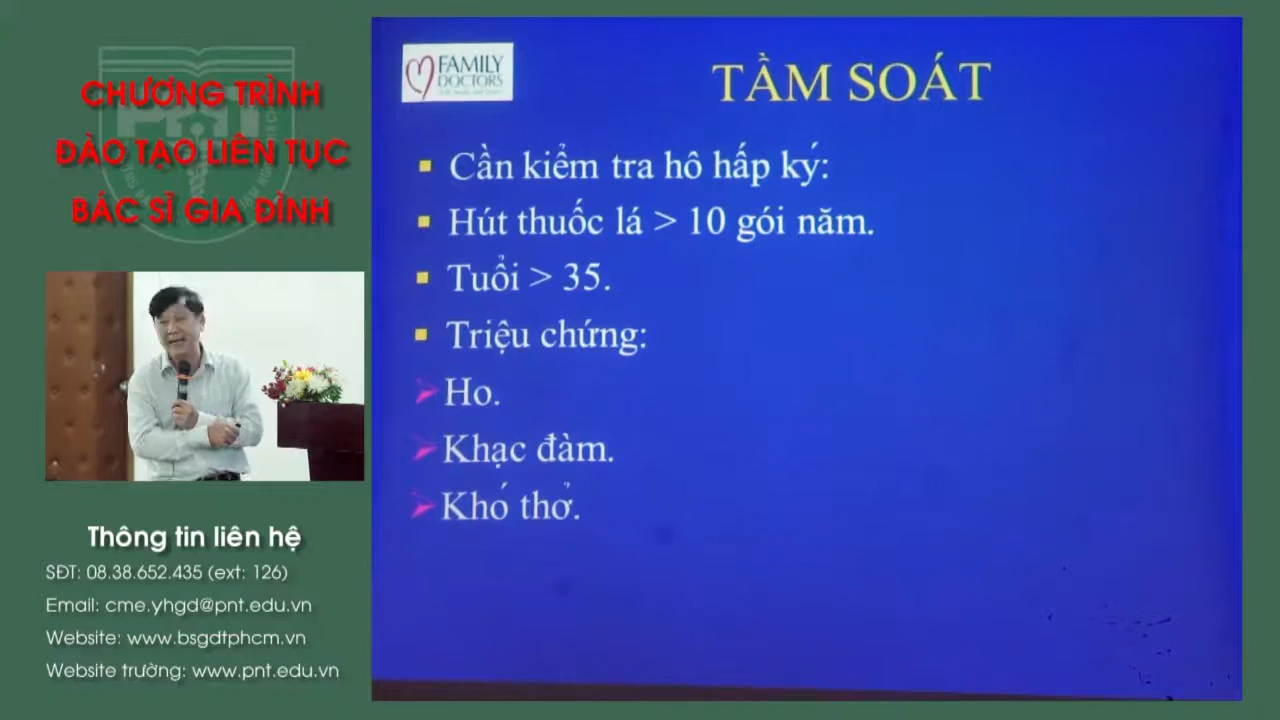 CHƯƠNG TRÌNH
ĐÀO TẠO LIÊN TỤC
BÁC SĨ GIA ĐÌNH
Thông tin liên hệ
SĐT: 08.38.652.435 (ext: 126)
Email: cme.yhgd@pnt.edu.vn
Website: www.bsgdtphcm.vn
Website trường: www.pnt.edu.vn
FAMILY
DOCTORS
TẦM SOÁT
Cần kiểm tra hô hấp ký:
Hút thuốc lá > 10 gói năm.
Tuổi > 35.
Triệu chứng:
Ho.
Khạc đàm.
Khó thở.